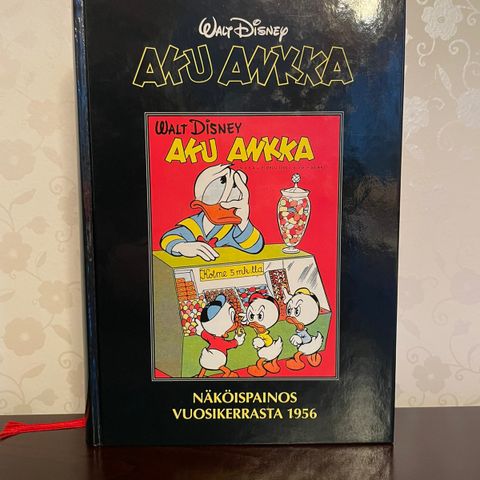 WALT DISNEY
AKU ANKKA
WALT DISNEY
AKU ANKKA
Kolme 5 mk:lla
NÄKÖISPAINOS
VUOSIKERRASTA 1956